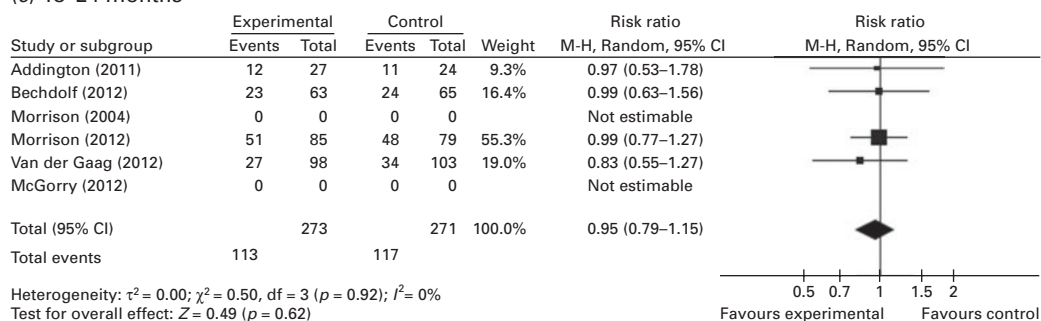 (c) 18–24 months
Experimental Control Risk ratio Risk ratio
Study or subgroup Events Total Events Total Weight M-H, Random, 95% CI M-H, Random, 95% CI
Addington (2011) 12 27 11 24 9.3% 0.97 (0.53–1.78)
Bechdolf (2012) 23 63 24 65 16.4% 0.99 (0.63–1.56)
Morrison (2004) 0 0 0 0 Not estimable
Morrison (2012) 51 85 48 79 55.3% 0.99 (0.77–1.27)
Van der Gaag (2012) 27 98 34 103 19.0% 0.83 (0.55–1.27)
McGorry (2012) 0 0 0 0 Not estimable
Total (95% CI) 273 271 100.0% 0.95 (0.79–1.15)
Total events 113 117
Heterogeneity: τ² = 0.00; χ² = 0.50, df = 3 (p = 0.92); I² = 0%
Test for overall effect: Z = 0.49 (p = 0.62)
0.5 0.7 1 1.5 2
Favours experimental Favours control